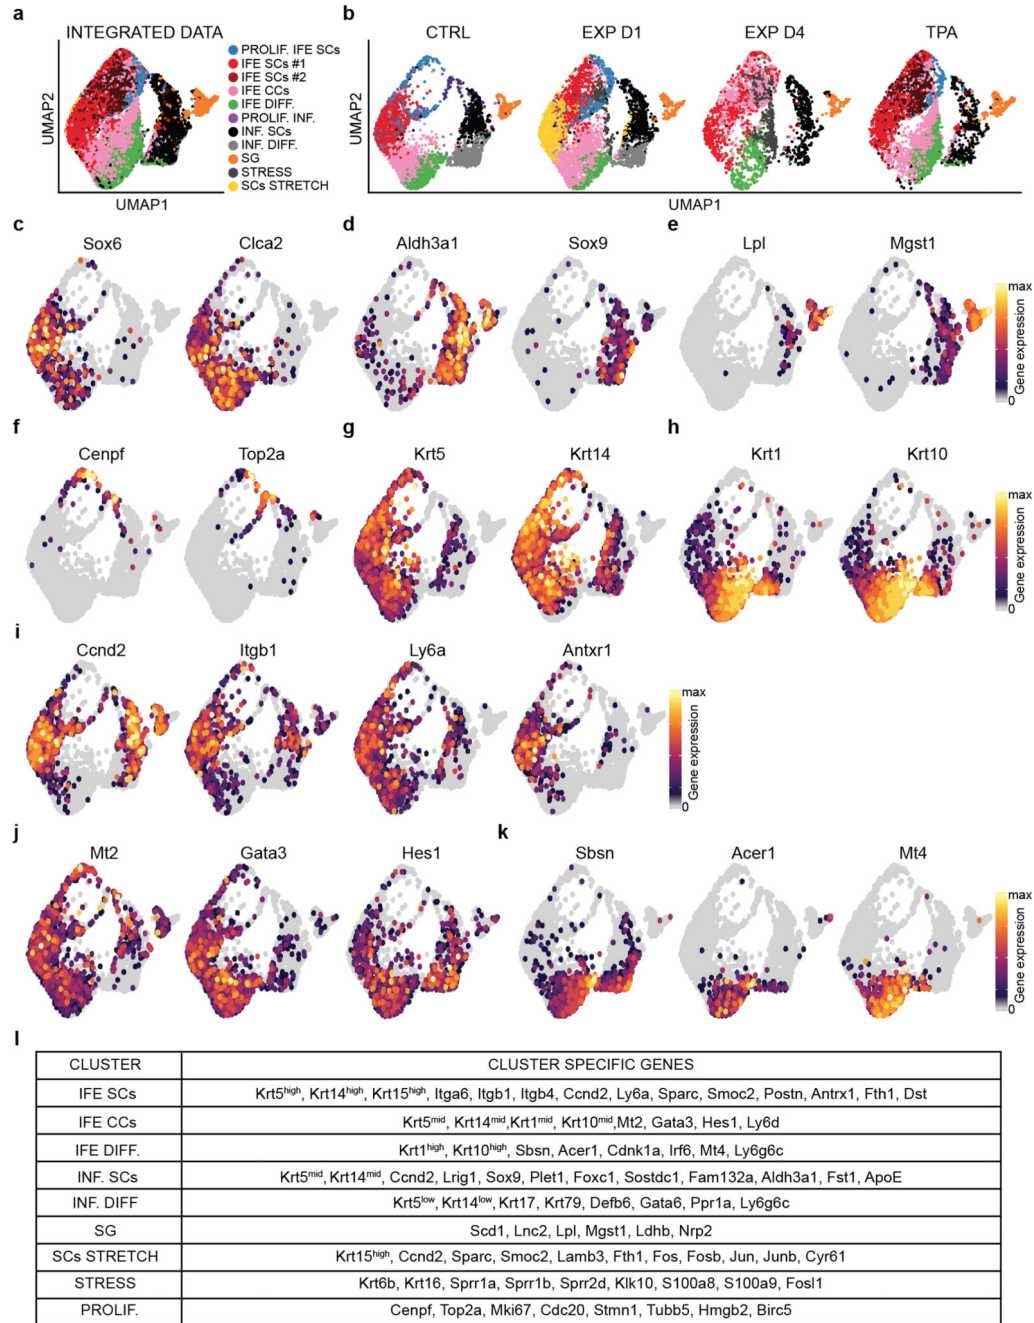 a
INTEGRATED DATA
UMAP2
UMAP1
PROLIF. IFE SCs
IFE SCs #1
IFE SCs #2
IFE CCs
IFE DIFF.
PROLIF. INF.
INF. SCs
INF. DIFF.
SG
STRESS
SCs STRETCH
b
CTRL EXP D1 EXP D4 TPA
UMAP2
UMAP1
c d e
Sox6 Clca2 Aldh3a1 Sox9 Lpl Mgst1
max
Gene expression
0
f g h
Cenpf Top2a Krt5 Krt14 Krt1 Krt10
max
Gene expression
0
i
Ccnd2 Itgb1 Ly6a Antxr1
max
Gene expression
0
j k
Mt2 Gata3 Hes1 Sbsn Acer1 Mt4
max
Gene expression
0
l
CLUSTER CLUSTER SPECIFIC GENES
IFE SCs Krt5high, Krt14high, Krt15high, Itga6, Itgb1, Itgb4, Ccnd2, Ly6a, Sparc, Smoc2, Postn, Antrx1, Fth1, Dst
IFE CCs Krt5mid, Krt14mid,Krt1mid, Krt10mid,Mt2, Gata3, Hes1, Ly6d
IFE DIFF. Krt1high, Krt10high, Sbsn, Acer1, Cdnk1a, Irf6, Mt4, Ly6g6c
INF. SCs Krt5mid, Krt14mid, Ccnd2, Lrig1, Sox9, Plet1, Foxc1, Sostdc1, Fam132a, Aldh3a1, Fst1, ApoE
INF. DIFF Krt5low, Krt14low, Krt17, Krt79, Defb6, Gata6, Ppr1a, Ly6g6c
SG Scd1, Lnc2, Lpl, Mgst1, Ldhb, Nrp2
SCs STRETCH Krt15high, Ccnd2, Sparc, Smoc2, Lamb3, Fth1, Fos, Fosb, Jun, Junb, Cyr61
STRESS Krt6b, Krt16, Sprr1a, Sprr1b, Sprr2d, Klk10, S100a8, S100a9, Fosl1
PROLIF. Cenpf, Top2a, Mki67, Cdc20, Stmn1, Tubb5, Hmgb2, Birc5